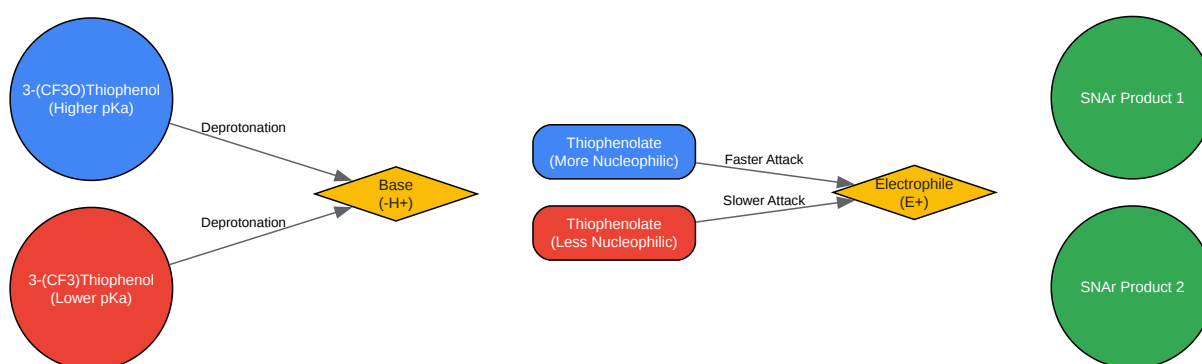 3-(CF3O)Thiophenol
(Higher pKa)
Deprotonation
Base
(-H+)
Deprotonation
3-(CF3)Thiophenol
(Lower pKa)
Thiophenolate
(More Nucleophilic)
Faster Attack
Electrophile
(E+)
Slower Attack
Thiophenolate
(Less Nucleophilic)
SNAr Product 1
SNAr Product 2